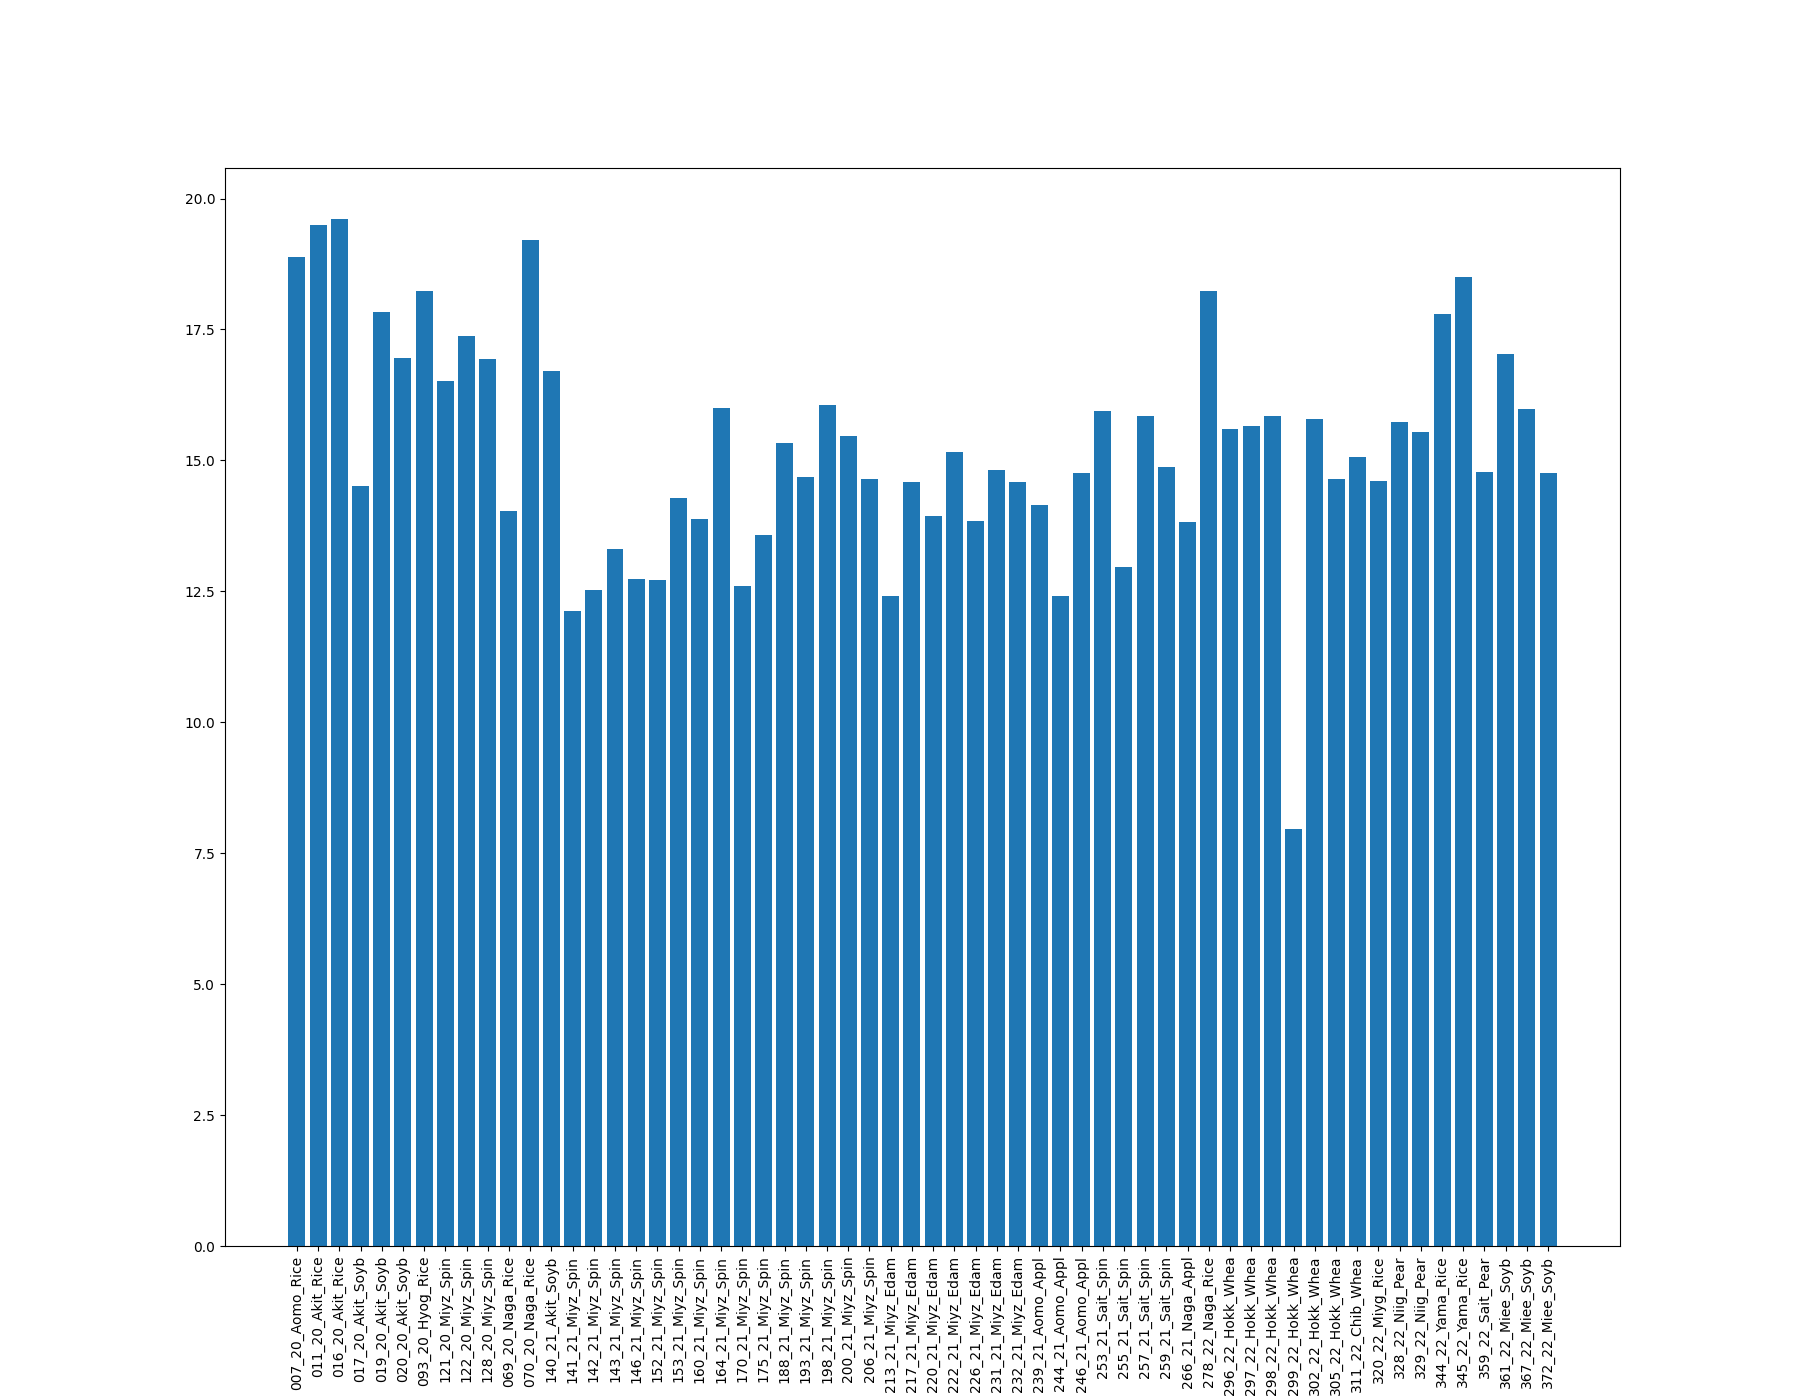 20.0
17.5
15.0
12.5
10.0
7.5
5.0
2.5
0.0
007_20_Aomo_Rice
011_20_Akit_Rice
016_20_Akit_Rice
017_20_Akit_Soyb
019_20_Akit_Soyb
020_20_Akit_Soyb
093_20_Hyog_Rice
121_20_Miyz_Spin
122_20_Miyz_Spin
128_20_Miyz_Spin
069_20_Naga_Rice
070_20_Naga_Rice
140_21_Akit_Soyb
141_21_Miyz_Spin
142_21_Miyz_Spin
143_21_Miyz_Spin
146_21_Miyz_Spin
152_21_Miyz_Spin
153_21_Miyz_Spin
160_21_Miyz_Spin
164_21_Miyz_Spin
170_21_Miyz_Spin
175_21_Miyz_Spin
188_21_Miyz_Spin
193_21_Miyz_Spin
198_21_Miyz_Spin
200_21_Miyz_Spin
206_21_Miyz_Spin
213_21_Miyz_Edam
217_21_Miyz_Edam
220_21_Miyz_Edam
222_21_Miyz_Edam
226_21_Miyz_Edam
231_21_Miyz_Edam
232_21_Miyz_Edam
239_21_Aomo_Appl
244_21_Aomo_Appl
246_21_Aomo_Appl
253_21_Sait_Spin
255_21_Sait_Spin
257_21_Sait_Spin
259_21_Sait_Spin
266_21_Naga_Appl
278_22_Naga_Rice
296_22_Hokk_Whea
297_22_Hokk_Whea
298_22_Hokk_Whea
299_22_Hokk_Whea
302_22_Hokk_Whea
305_22_Hokk_Whea
311_22_Chib_Whea
320_22_Miyg_Rice
328_22_Niig_Pear
329_22_Niig_Pear
344_22_Yama_Rice
345_22_Yama_Rice
359_22_Sait_Pear
361_22_Miee_Soyb
367_22_Miee_Soyb
372_22_Miee_Soyb